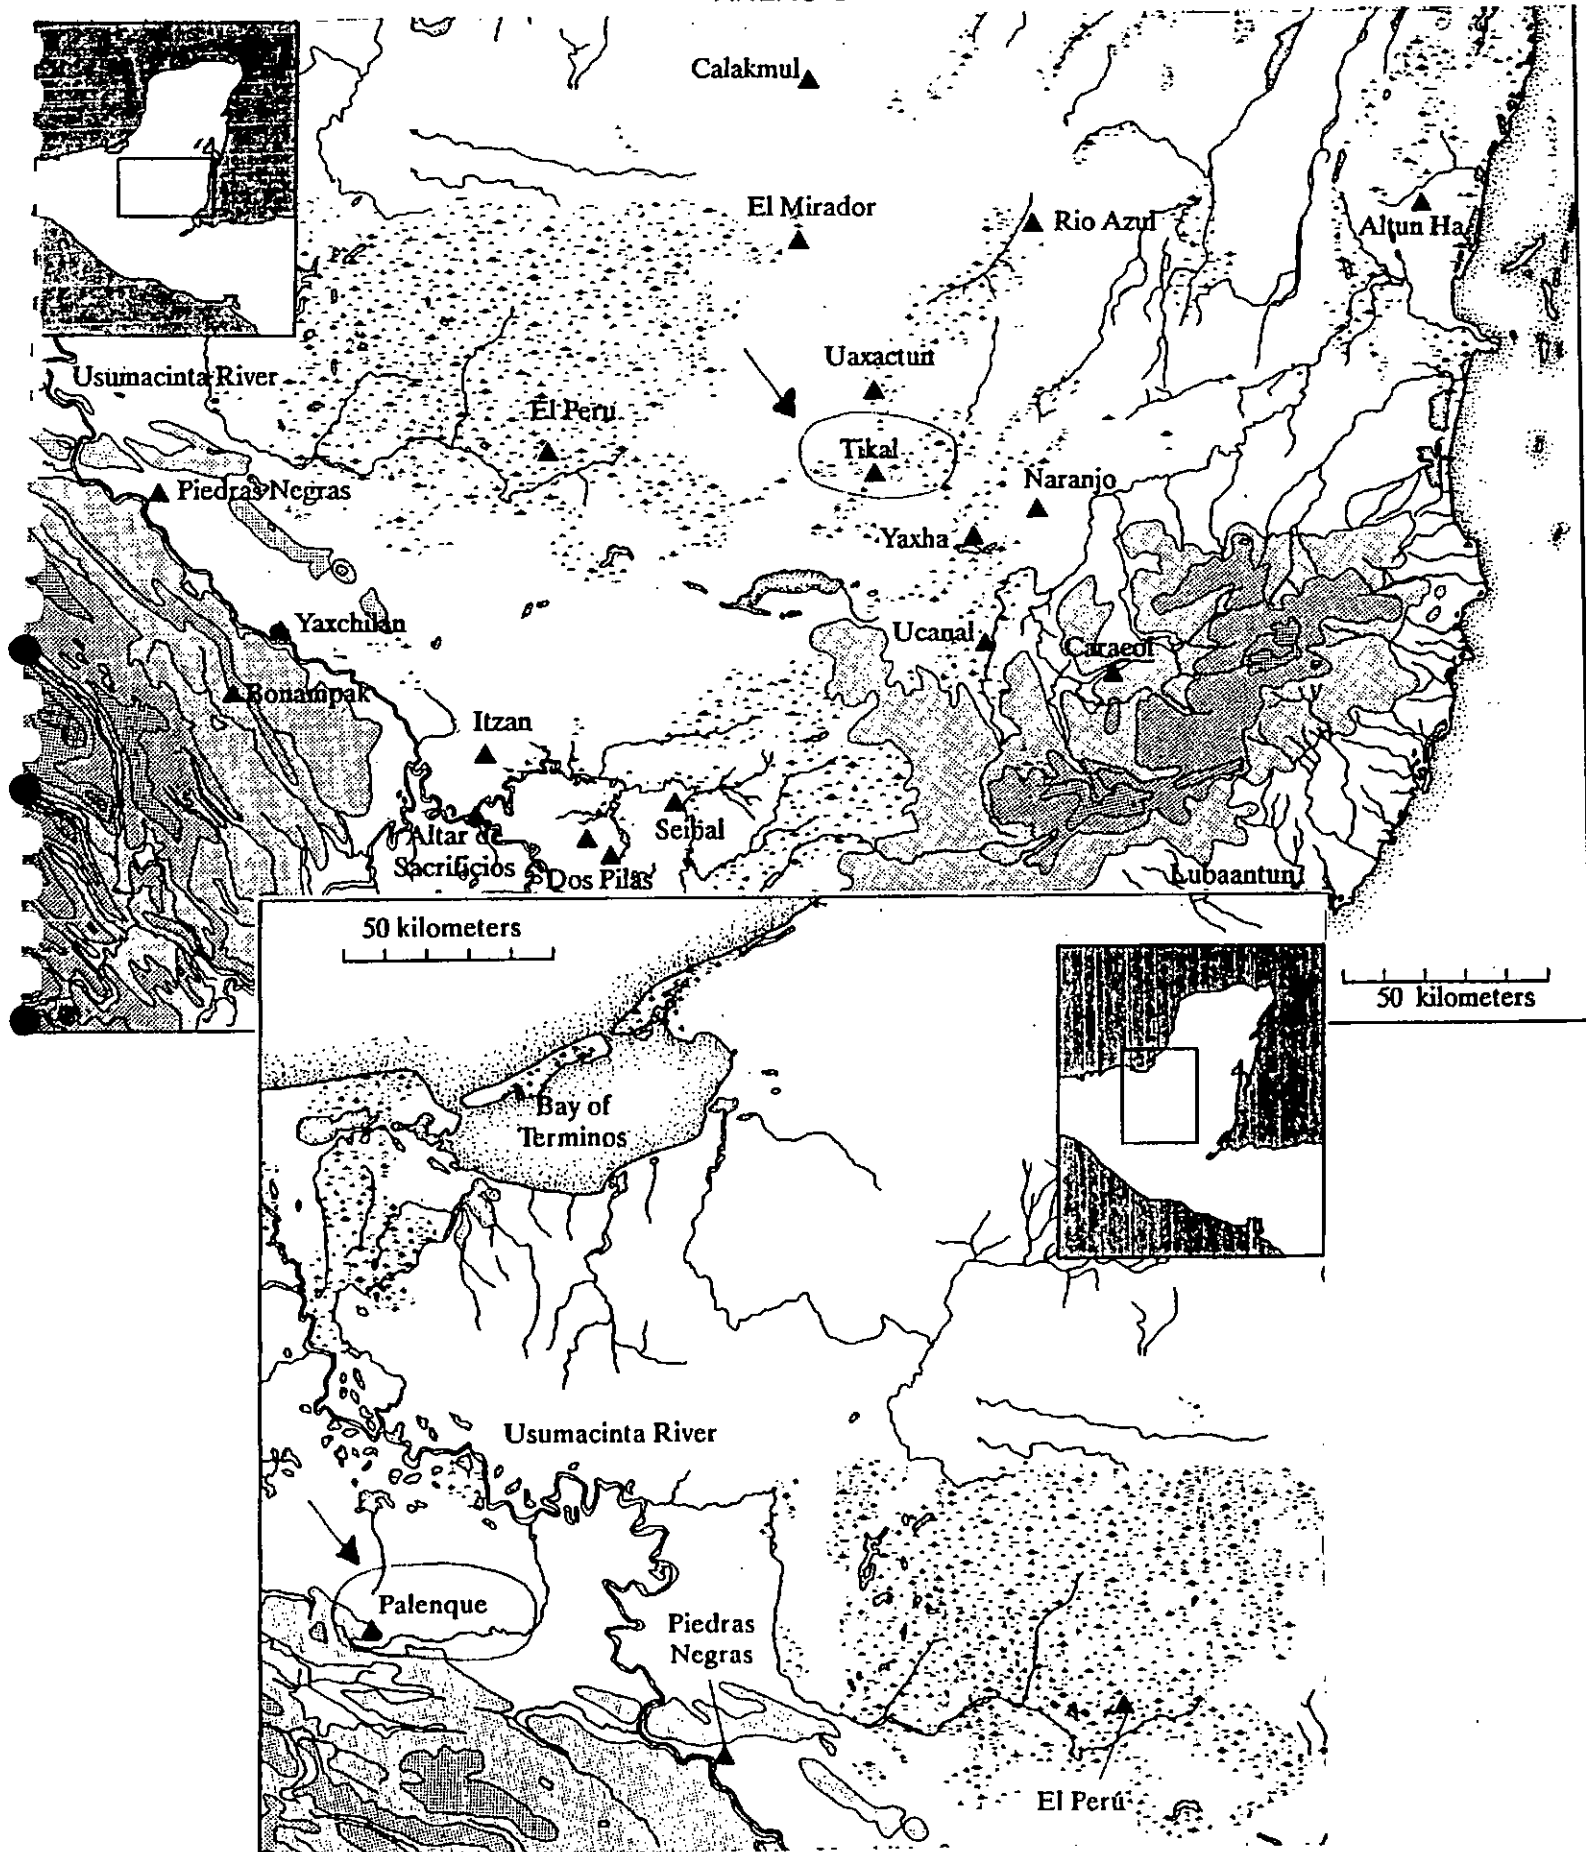 Calakmul
El Mirador
Rio Azul
Altun Ha
Uaxactun
Usumacinta River
El Peru
Tikal
Naranjo
Piedras Negras
Yaxha
Yaxchilan
Ucanal
Caracol
Bonampak
Itzan
Seibal
Altar de
Sacrificios
Dos Pilas
Lubaantun
50 kilometers
50 kilometers
Bay of
Terminos
Usumacinta River
Palenque
Piedras
Negras
El Perú